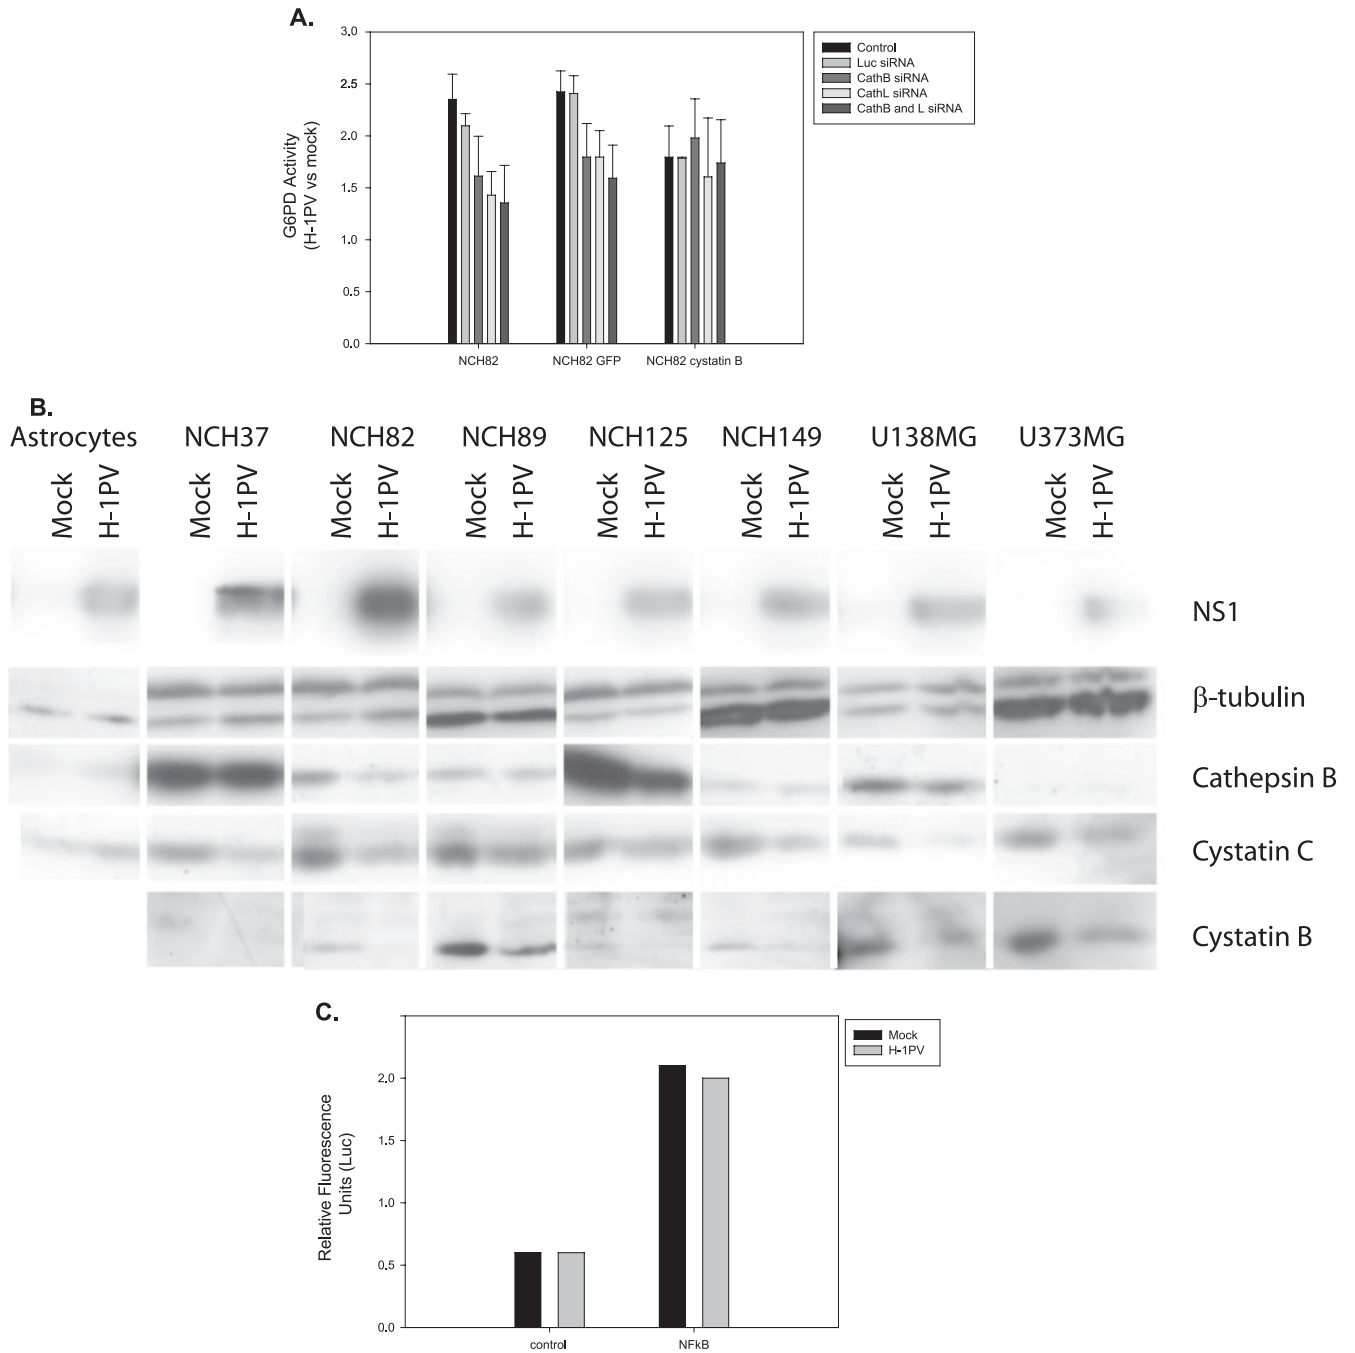 A.
3.0
2.5
2.0
1.5
1.0
0.5
0.0
G6PD Activity
(H-1PV vs mock)
NCH82
NCH82 GFP
NCH82 cystatin B
Control
Luc siRNA
CathB siRNA
CathL siRNA
CathB and L siRNA
B.
Astrocytes NCH37 NCH82 NCH89 NCH125 NCH149 U138MG U373MG
Mock H-1PV Mock H-1PV Mock H-1PV Mock H-1PV Mock H-1PV Mock H-1PV Mock H-1PV Mock H-1PV
NS1
β-tubulin
Cathepsin B
Cystatin C
Cystatin B
C.
2.0
1.5
1.0
0.5
0.0
Relative Fluorescence
Units (Luc)
control
NFkB
Mock
H-1PV